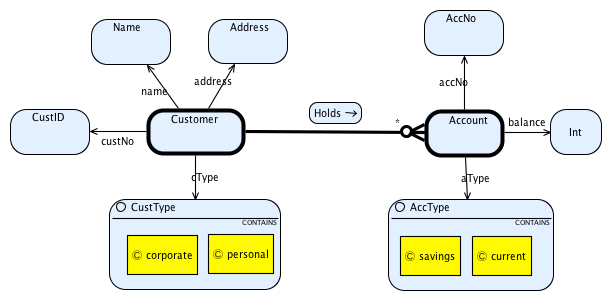 Name
Address
AccNo
name
address
accNo
CustID
Customer
Holds →
*
Account
balance
Int
custNo
cType
aType
CustType
CONTAINS
© corporate
© personal
AccType
CONTAINS
© savings
© current